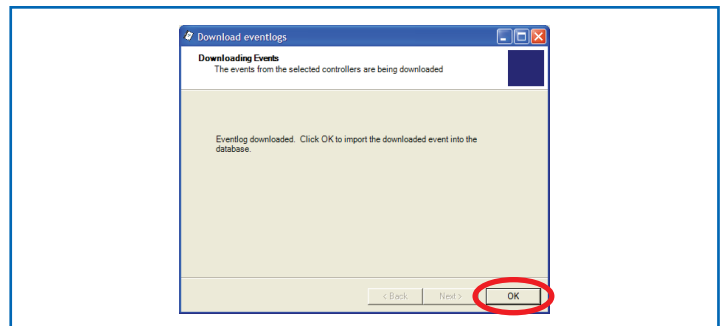 Download eventlogs
Downloading Events
The events from the selected controllers are being downloaded
Eventlog downloaded. Click OK to import the downloaded event into the
database.
< Back Next > OK